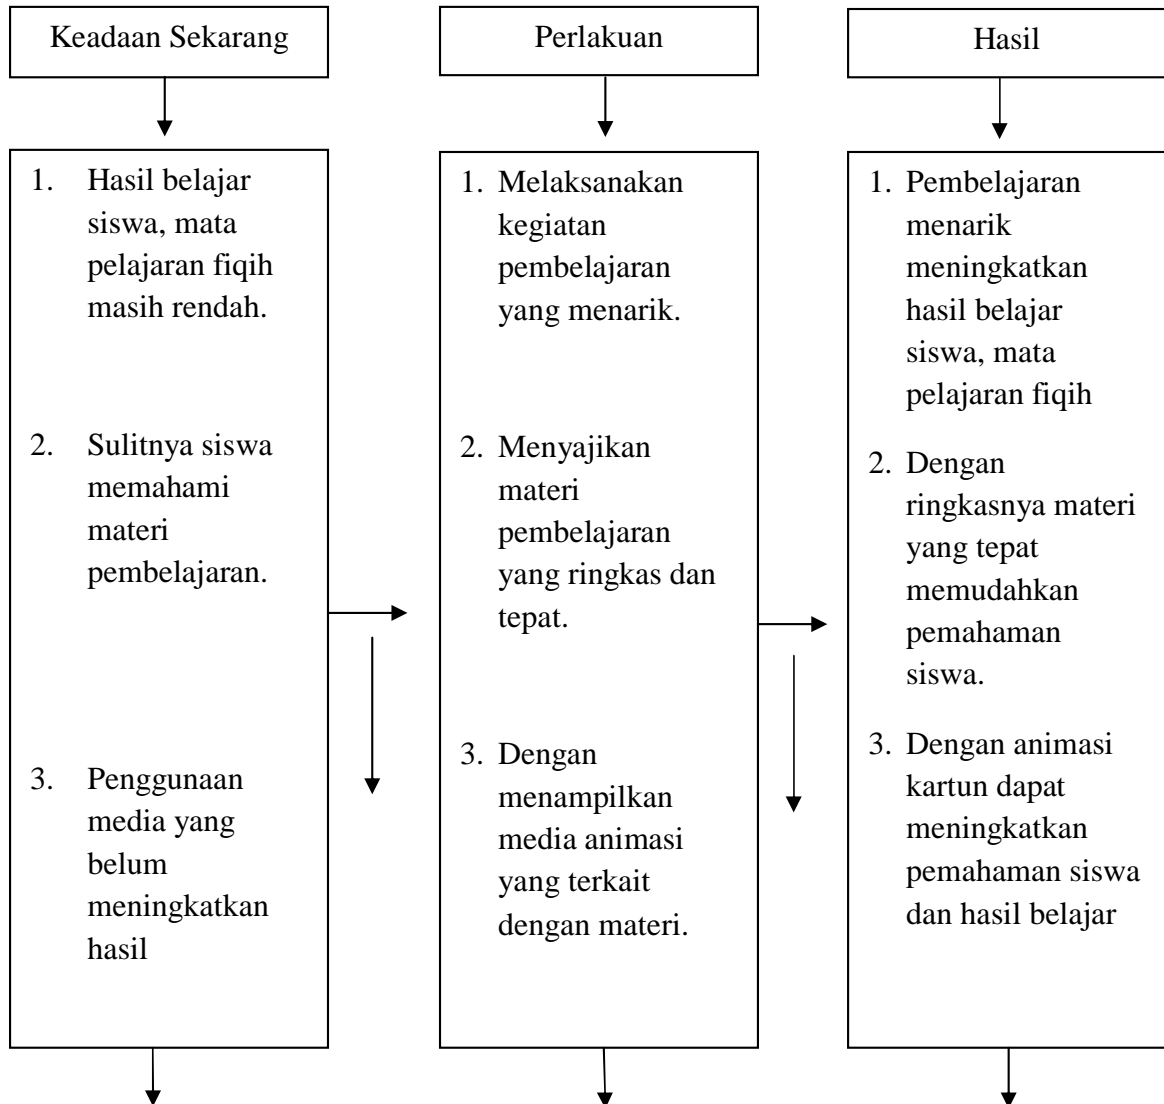 Keadaan Sekarang
Perlakuan
Hasil
1. Hasil belajar
siswa, mata
pelajaran fiqih
masih rendah.
2. Sulitnya siswa
memahami
materi
pembelajaran.
3. Penggunaan
media yang
belum
meningkatkan
hasil
1. Melaksanakan
kegiatan
pembelajaran
yang menarik.
2. Menyajikan
materi
pembelajaran
yang ringkas dan
tepat.
3. Dengan
menampilkan
media animasi
yang terkait
dengan materi.
1. Pembelajaran
menarik
meningkatkan
hasil belajar
siswa, mata
pelajaran fiqih
2. Dengan
ringkasnya materi
yang tepat
memudahkan
pemahaman
siswa.
3. Dengan animasi
kartun dapat
meningkatkan
pemahaman siswa
dan hasil belajar